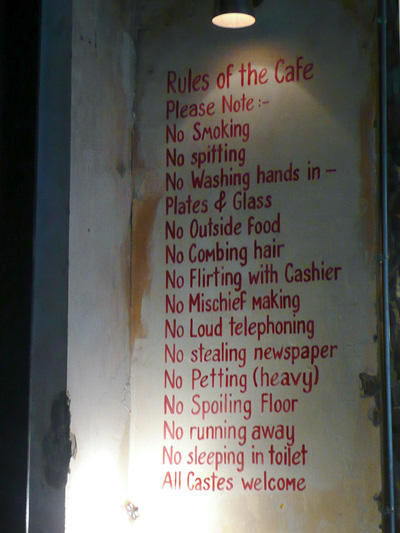 Rules of the Cafe
Please Note :-
No Smoking
No spitting
No Washing hands in -
Plates & Glass
No Outside food
No Combing hair
No Flirting with Cashier
No Mischief making
No Loud telephoning
No stealing newspaper
No Petting (heavy)
No Spoiling Floor
No running away
No sleeping in toilet
All Castes welcome